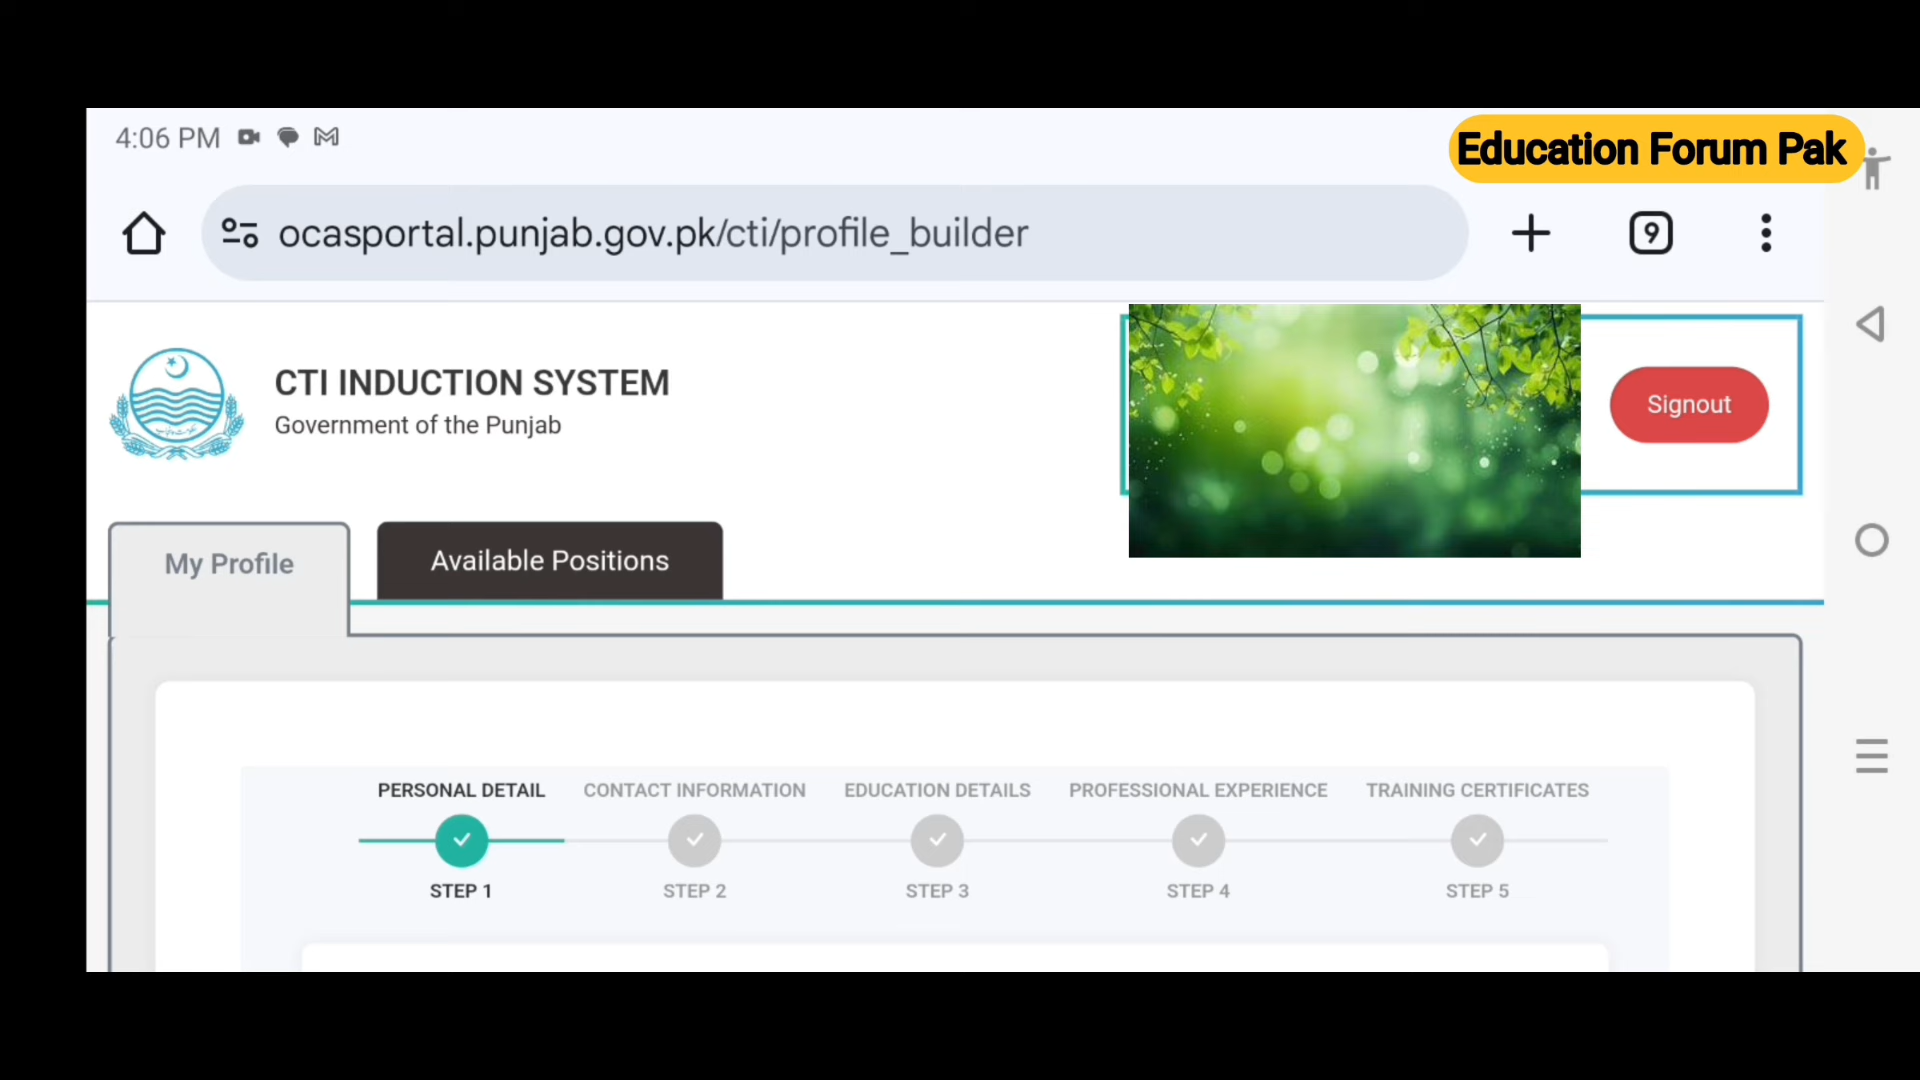 4:06 PM
Education Forum Pak
ocasportal.punjab.gov.pk/cti/profile_builder
9
CTI INDUCTION SYSTEM
Government of the Punjab
Signout
My Profile
Available Positions
PERSONAL DETAIL CONTACT INFORMATION EDUCATION DETAILS PROFESSIONAL EXPERIENCE TRAINING CERTIFICATES
STEP 1 STEP 2 STEP 3 STEP 4 STEP 5